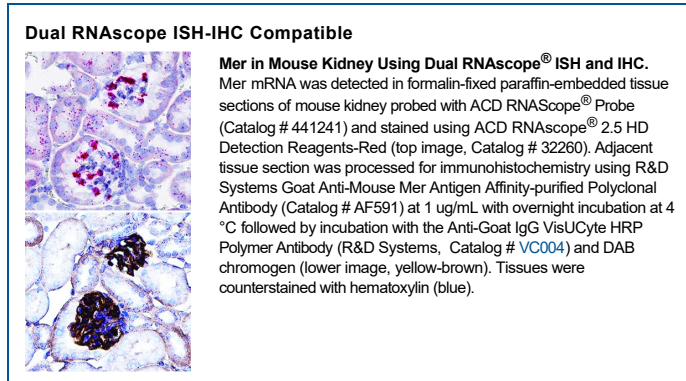 Dual RNAscope ISH-IHC Compatible
Mer in Mouse Kidney Using Dual RNAscope® ISH and IHC.
Mer mRNA was detected in formalin-fixed paraffin-embedded tissue
sections of mouse kidney probed with ACD RNAScope® Probe
(Catalog # 441241) and stained using ACD RNAscope® 2.5 HD
Detection Reagents-Red (top image, Catalog # 32260). Adjacent
tissue section was processed for immunohistochemistry using R&D
Systems Goat Anti-Mouse Mer Antigen Affinity-purified Polyclonal
Antibody (Catalog # AF591) at 1 ug/mL with overnight incubation at 4
°C followed by incubation with the Anti-Goat IgG VisUCyte HRP
Polymer Antibody (R&D Systems, Catalog # VC004) and DAB
chromogen (lower image, yellow-brown). Tissues were
counterstained with hematoxylin (blue).